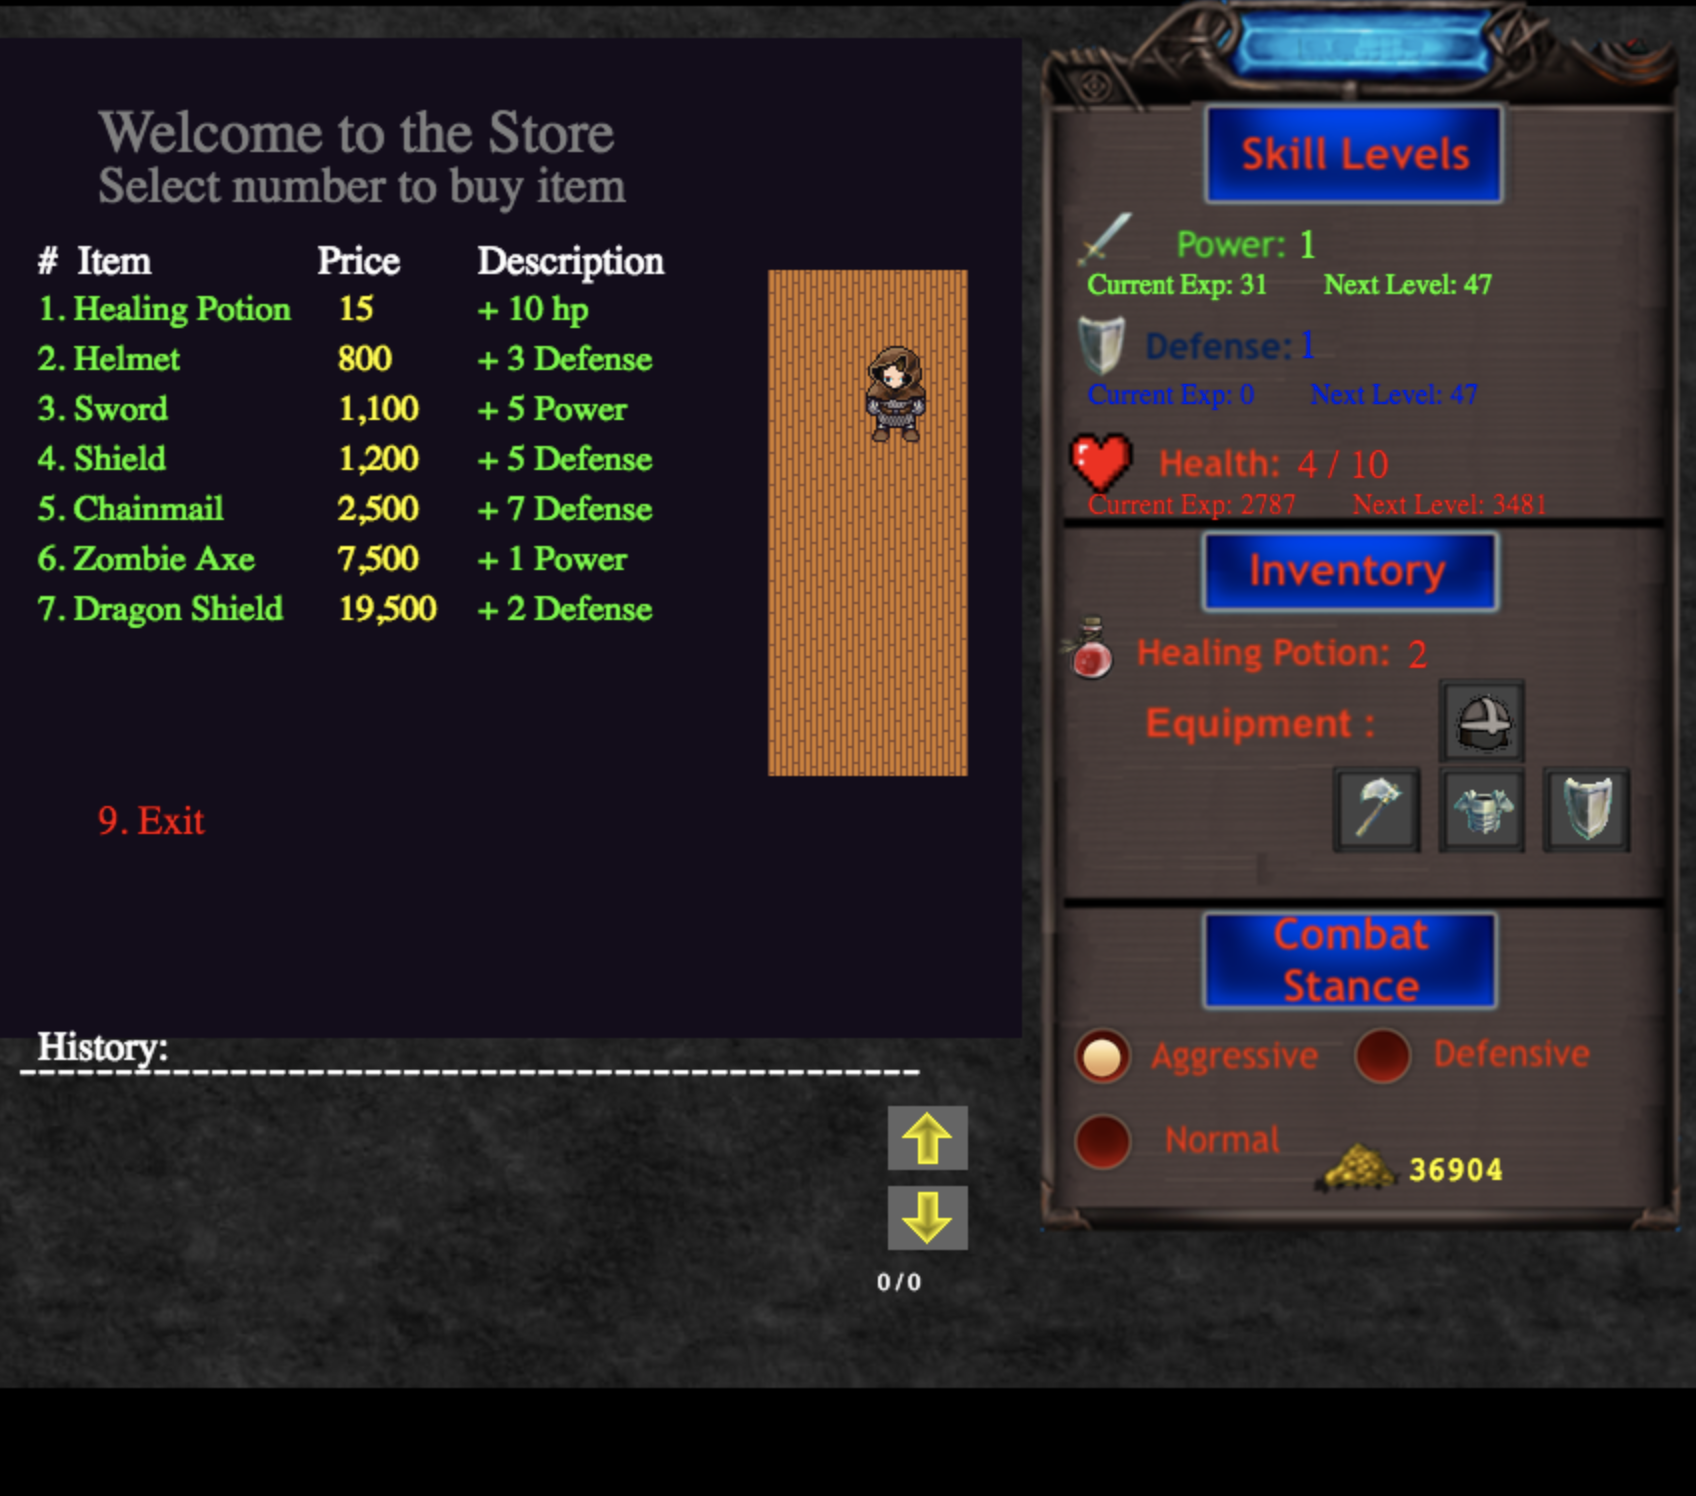 Welcome to the Store
Select number to buy item
# Item Price Description
1. Healing Potion 15 + 10 hp
2. Helmet 800 + 3 Defense
3. Sword 1,100 + 5 Power
4. Shield 1,200 + 5 Defense
5. Chainmail 2,500 + 7 Defense
6. Zombie Axe 7,500 + 1 Power
7. Dragon Shield 19,500 + 2 Defense
9. Exit
History:
0/0
Skill Levels
Power: 1
Current Exp: 31 Next Level: 47
Defense: 1
Current Exp: 0 Next Level: 47
Health: 4 / 10
Current Exp: 2787 Next Level: 3481
Inventory
Healing Potion: 2
Equipment :
Combat
Stance
Aggressive Defensive
Normal
36904